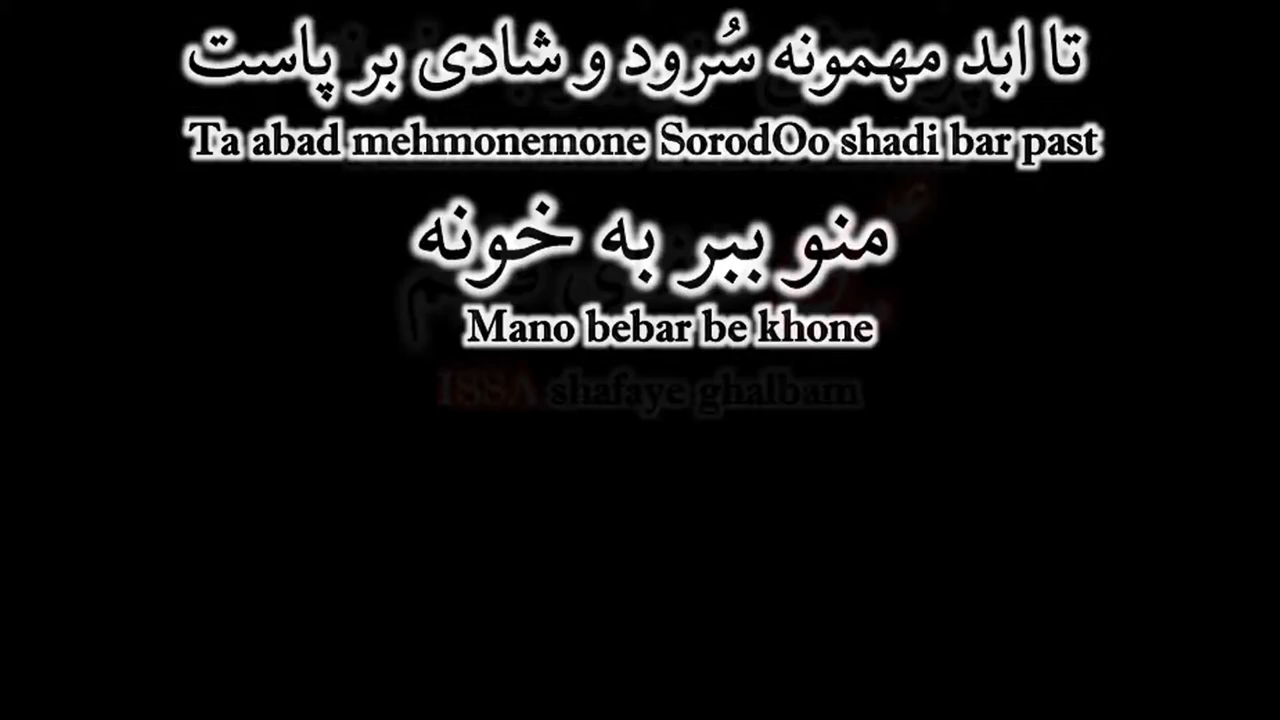 تا ابد مهمونه سُرود و شادی بر پاست
Ta abad mehmonemone SorodOo shadi bar past
منو ببر به خونه
Mano bebar be khone
ISSA shafaye ghalbam